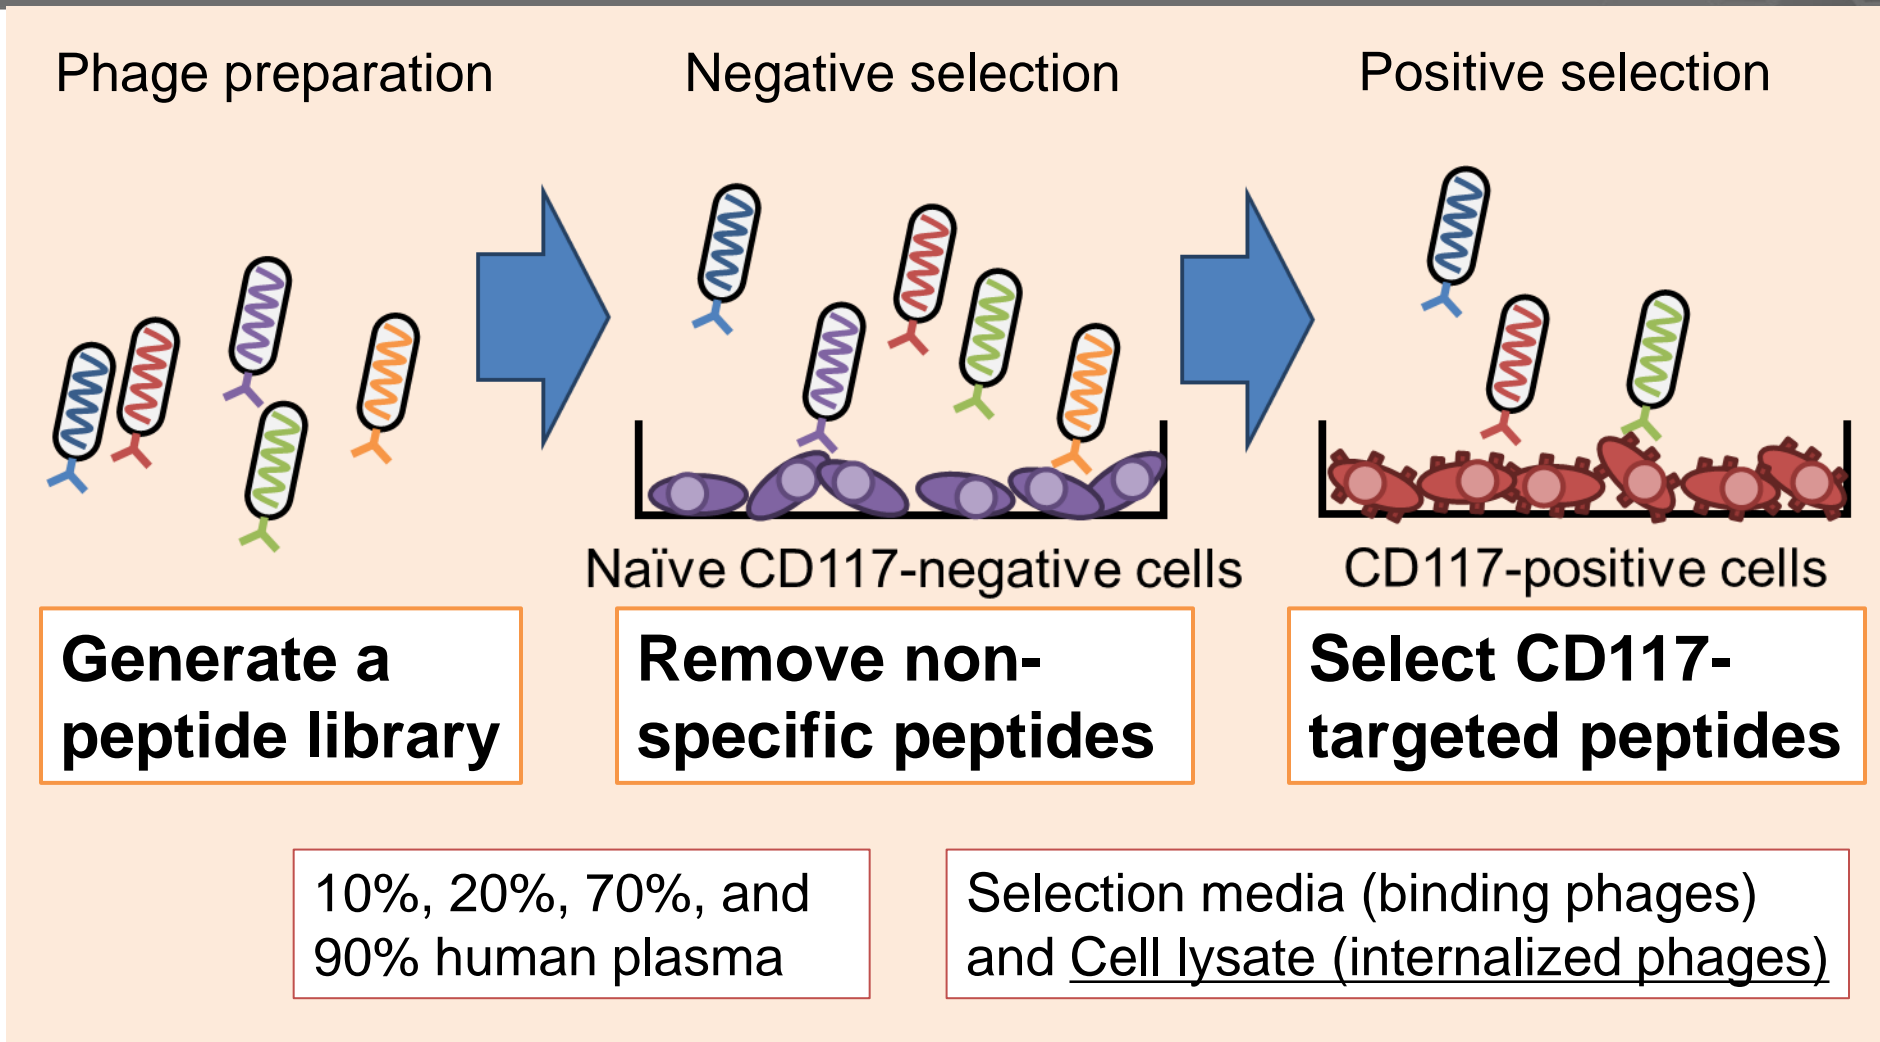 Phage preparation
Negative selection
Positive selection
Naïve CD117-negative cells
CD117-positive cells
Generate a
peptide library
Remove non-
specific peptides
Select CD117-
targeted peptides
10%, 20%, 70%, and
90% human plasma
Selection media (binding phages)
and Cell lysate (internalized phages)